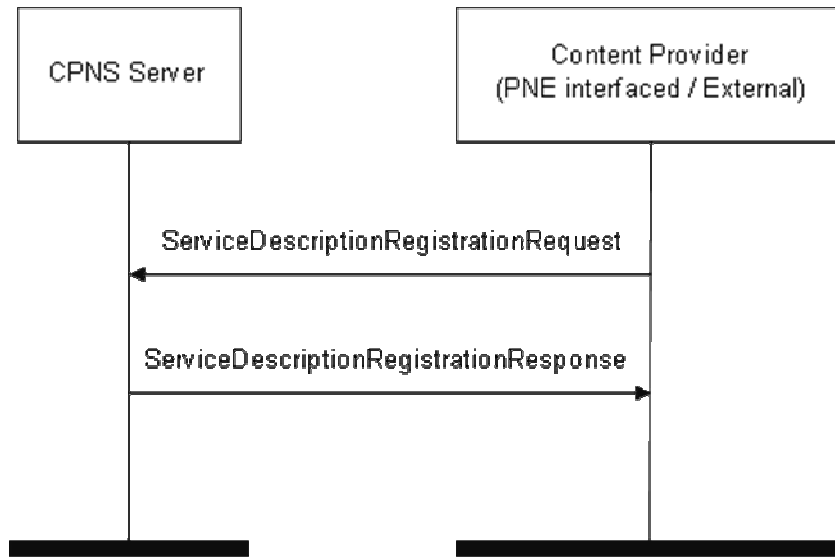 CPNS Server
Content Provider
(PNE interfaced / External)
ServiceDescriptionRegistrationRequest
ServiceDescriptionRegistrationResponse